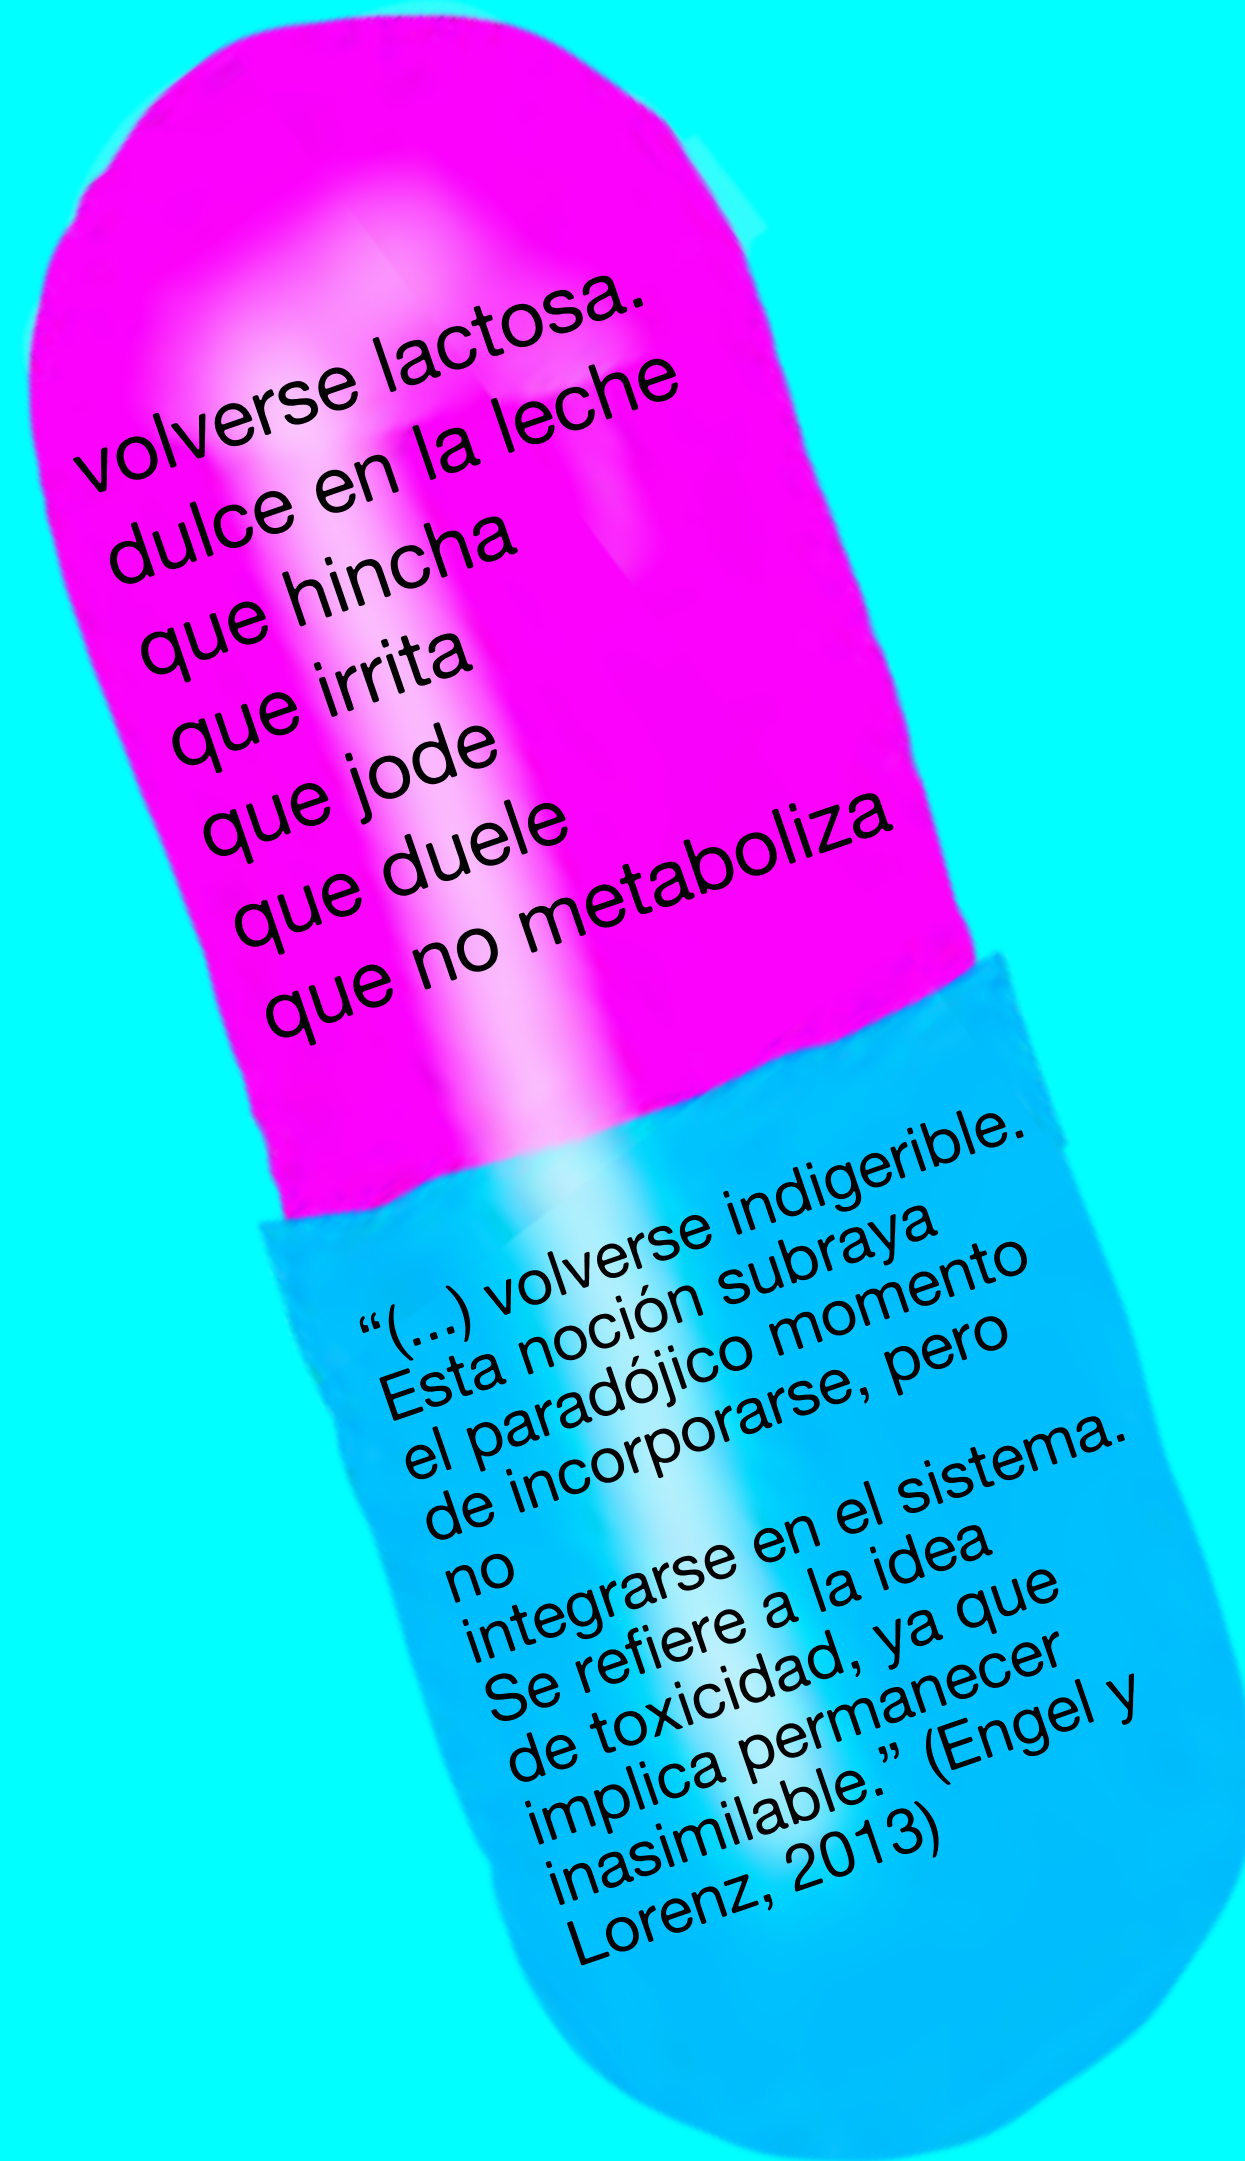 volverse lactosa.
dulce en la leche
que hincha
que irrita
que jode
que duele
que no metaboliza
“(...) volverse indigerible.
Esta noción subraya
el paradójico momento
de incorporarse, pero
no
integrarse en el sistema.
Se refiere a la idea
de toxicidad, ya que
implica permanecer
inasimilable.” (Engel y
Lorenz, 2013)